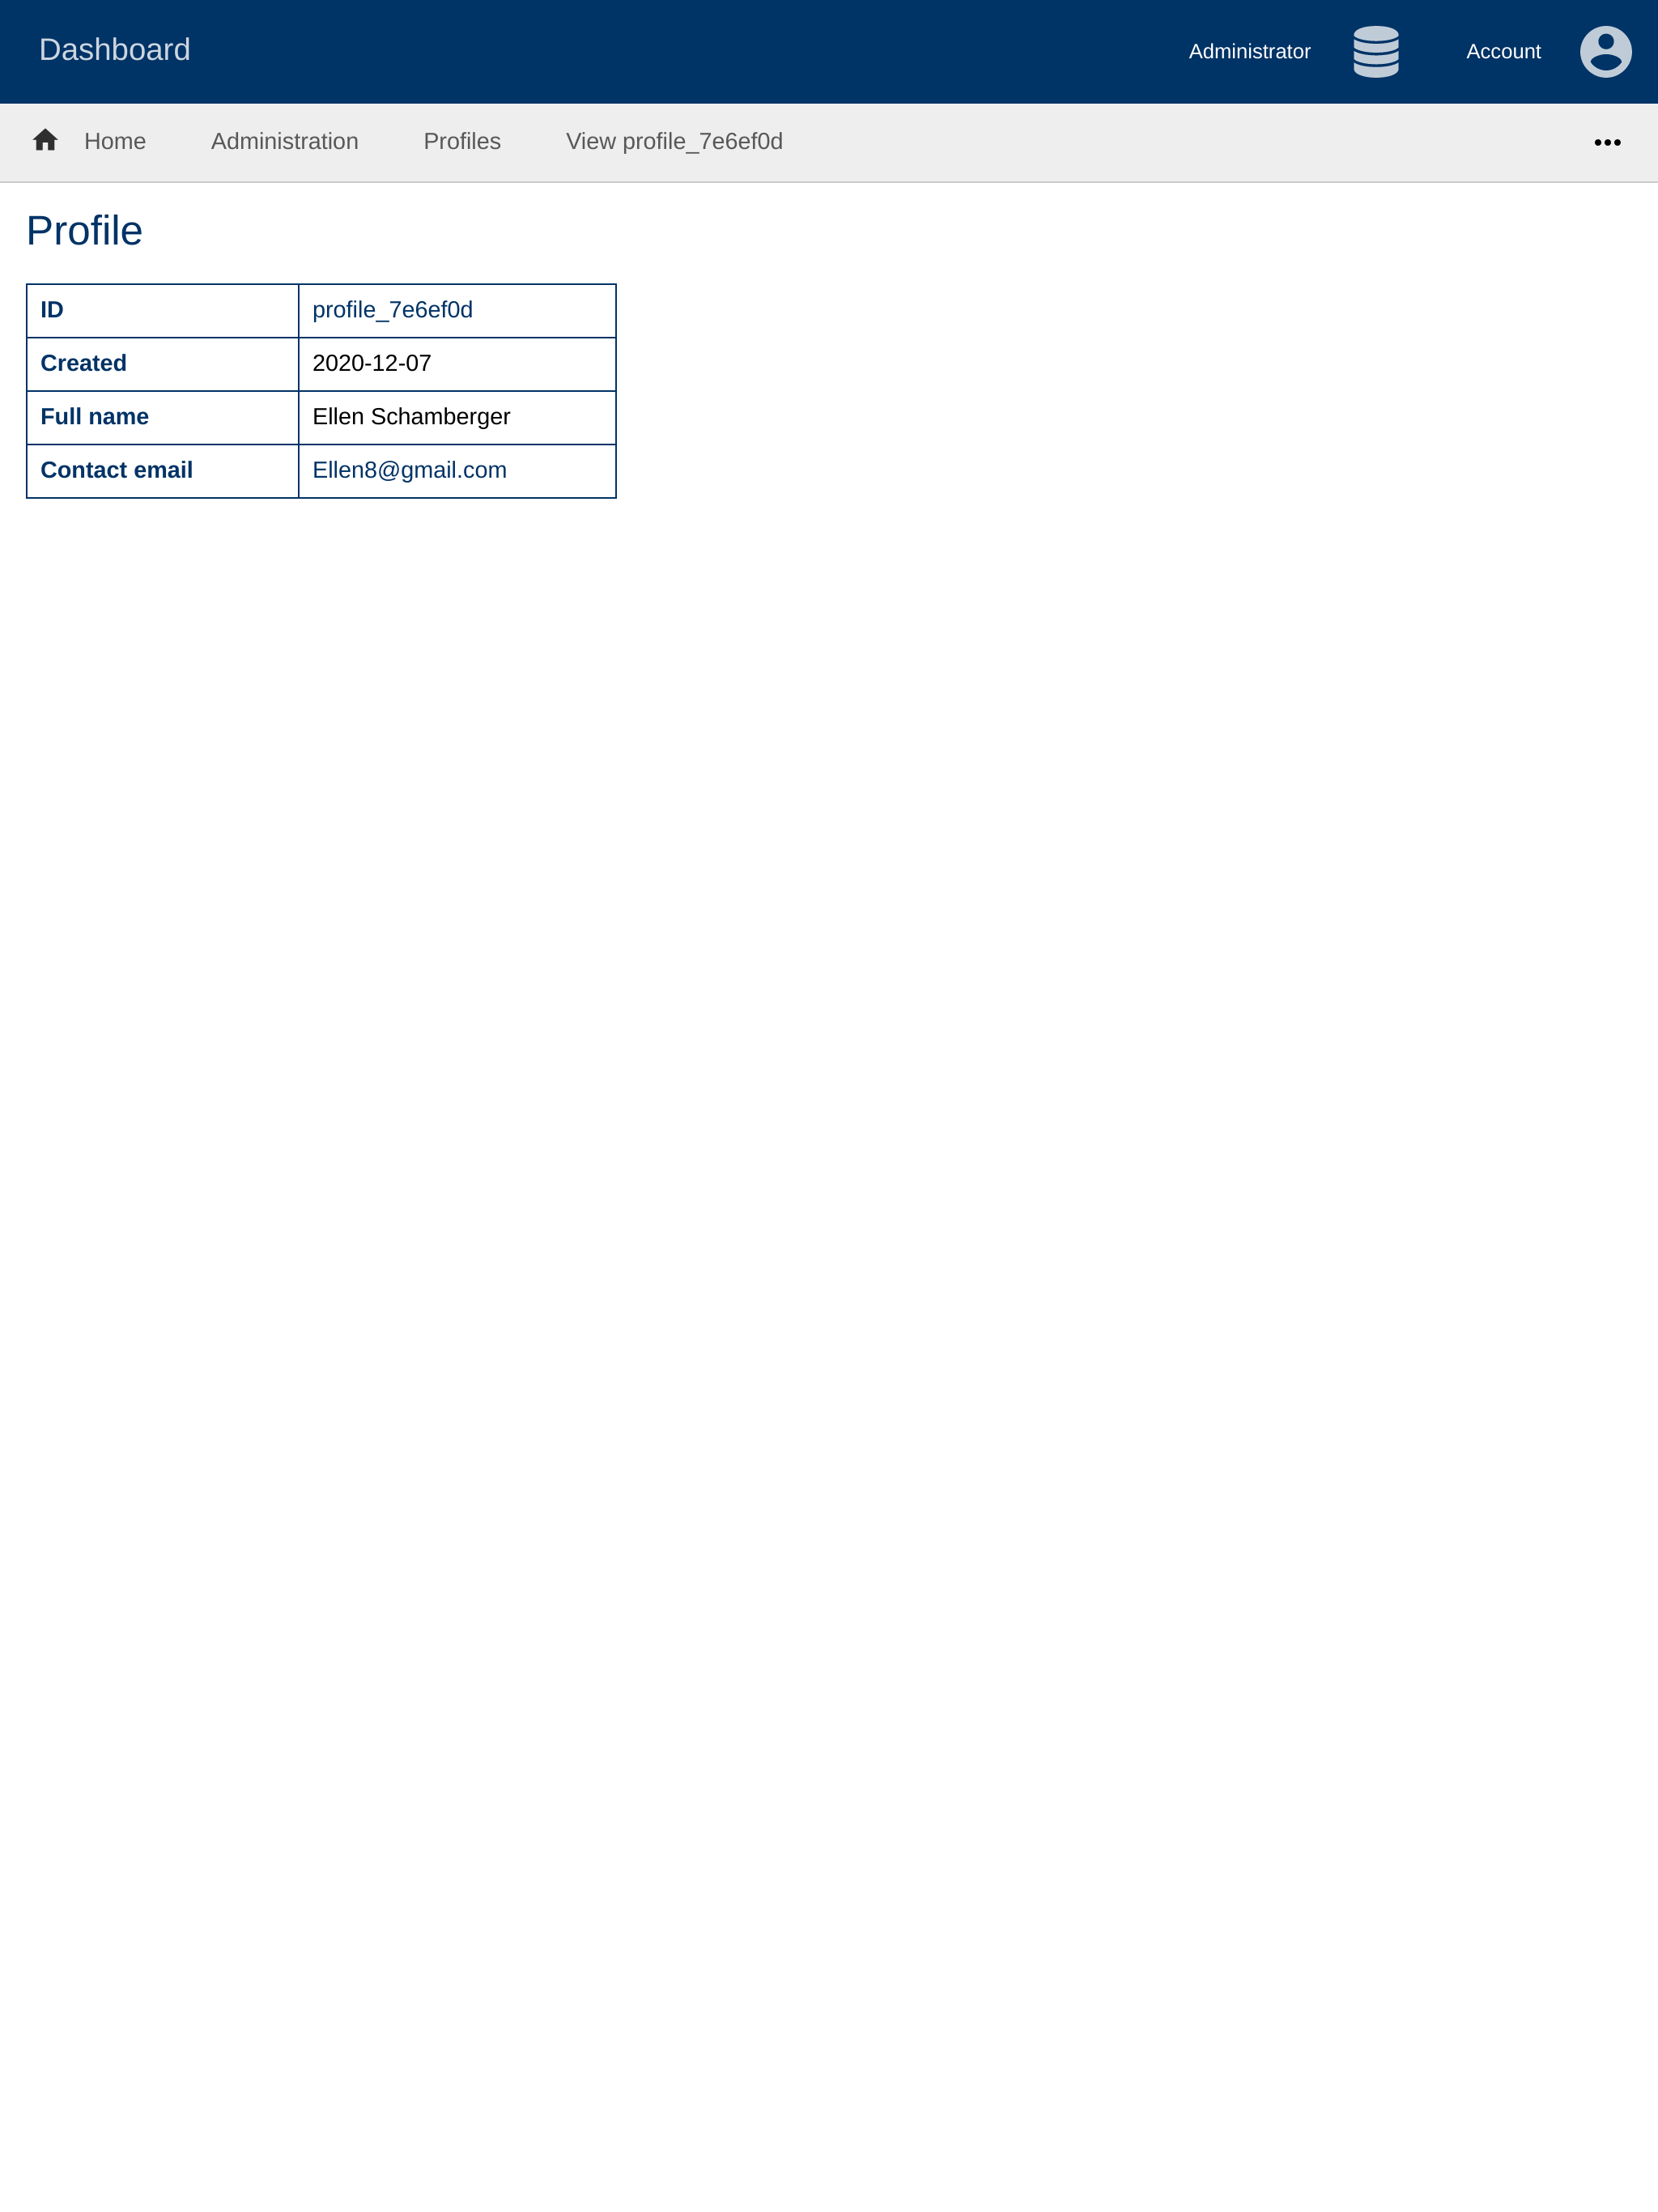 Dashboard
Administrator
Account
Home
Administration
Profiles
View profile_7e6ef0d
Profile
ID profile_7e6ef0d
Created 2020-12-07
Full name Ellen Schamberger
Contact email Ellen8@gmail.com